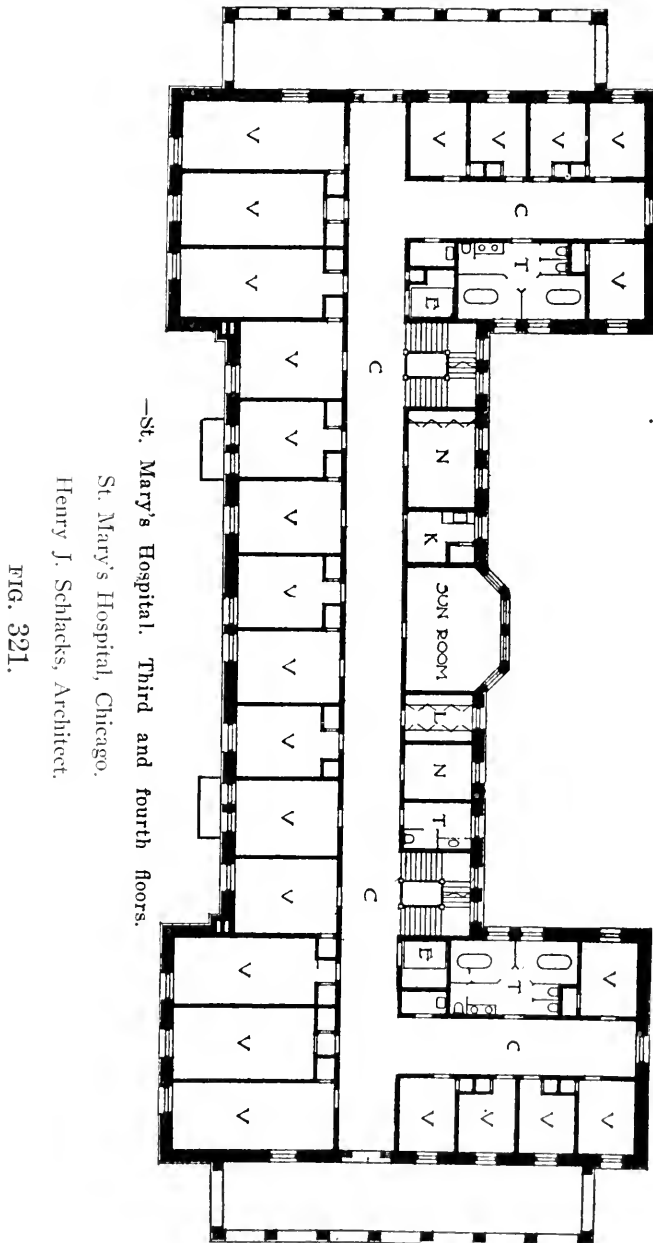 V V V V
V V
C T T C
V V
V E N K SUN ROOM L N T E V
C C
V V V V V V V V V V V V V V
—St. Mary's Hospital. Third and fourth floors.
St. Mary's Hospital, Chicago.
Henry J. Schlacks, Architect.
FIG. 321.